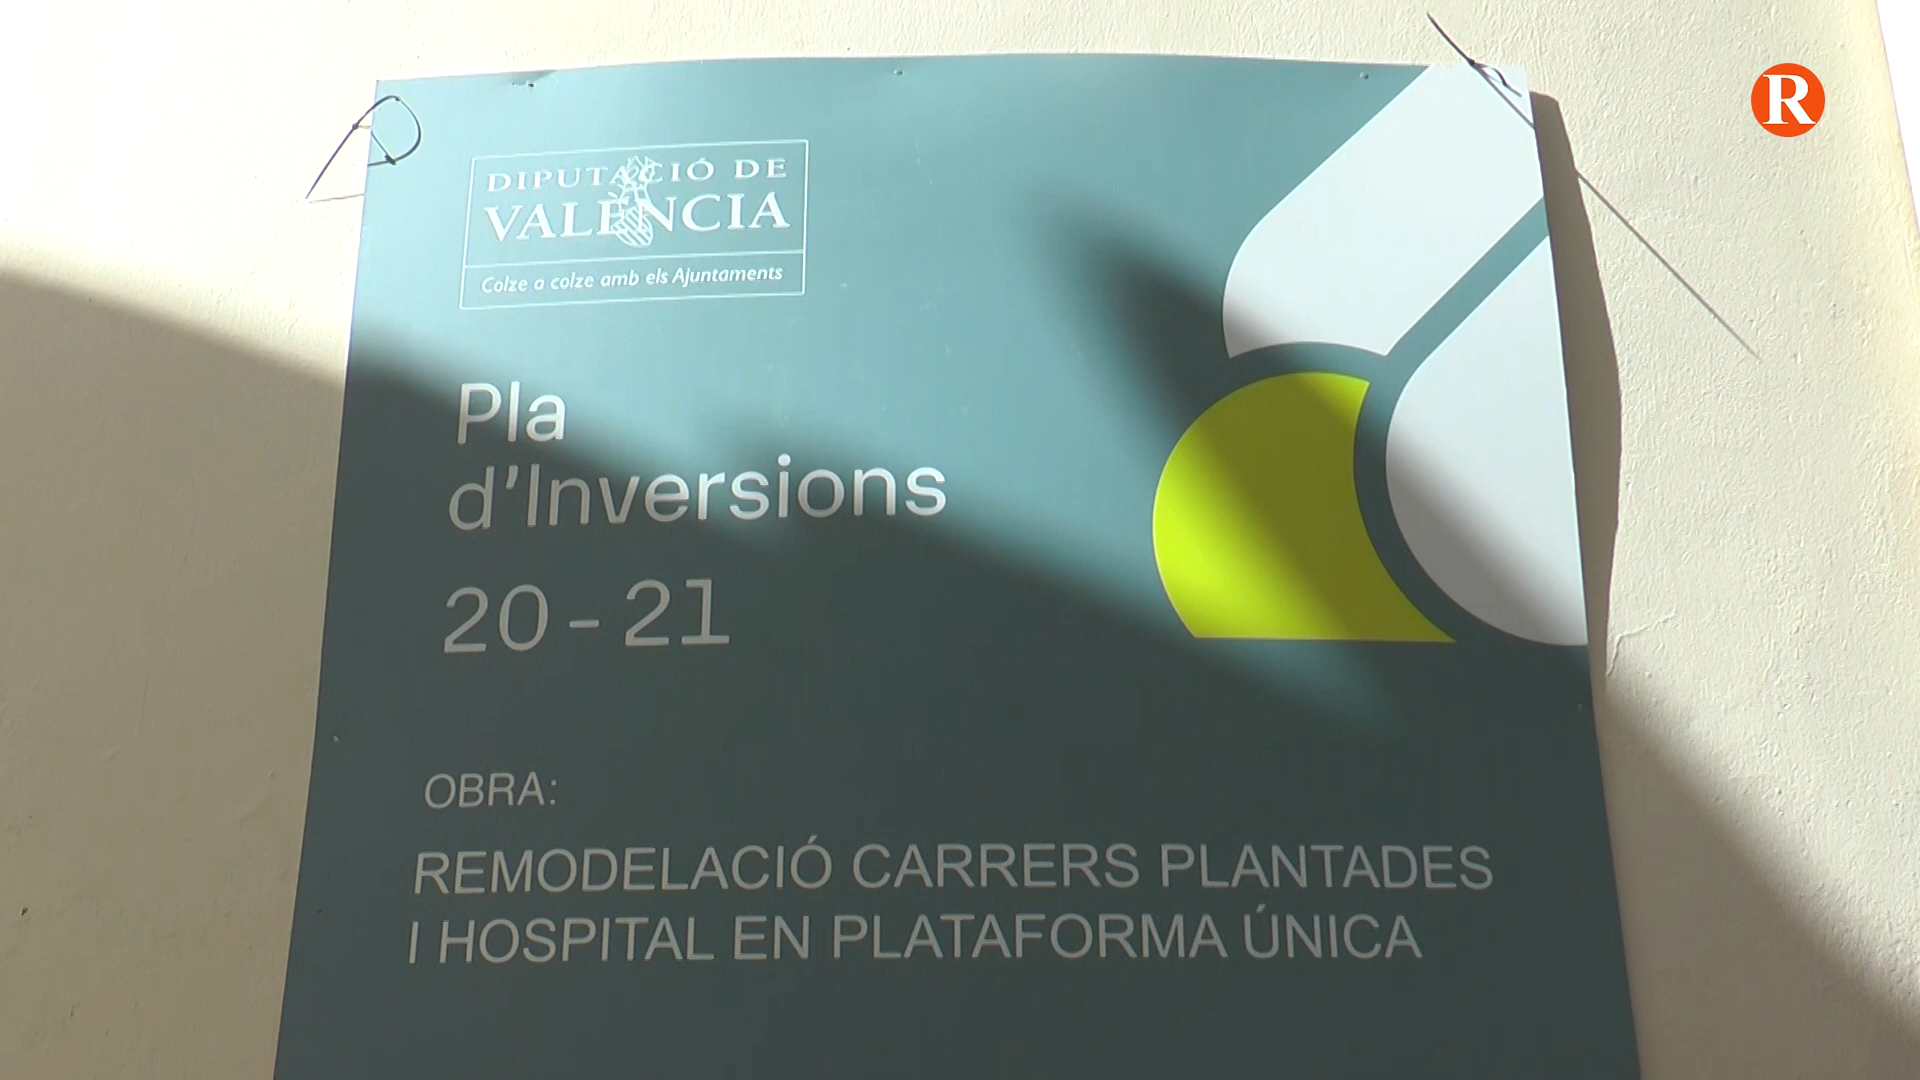 R
DIPUTACIÓ DE
VALÈNCIA
Colze a colze amb els Ajuntaments
Pla
d'Inversions
20 - 21
OBRA:
REMODELACIÓ CARRERS PLANTADES
I HOSPITAL EN PLATAFORMA ÚNICA